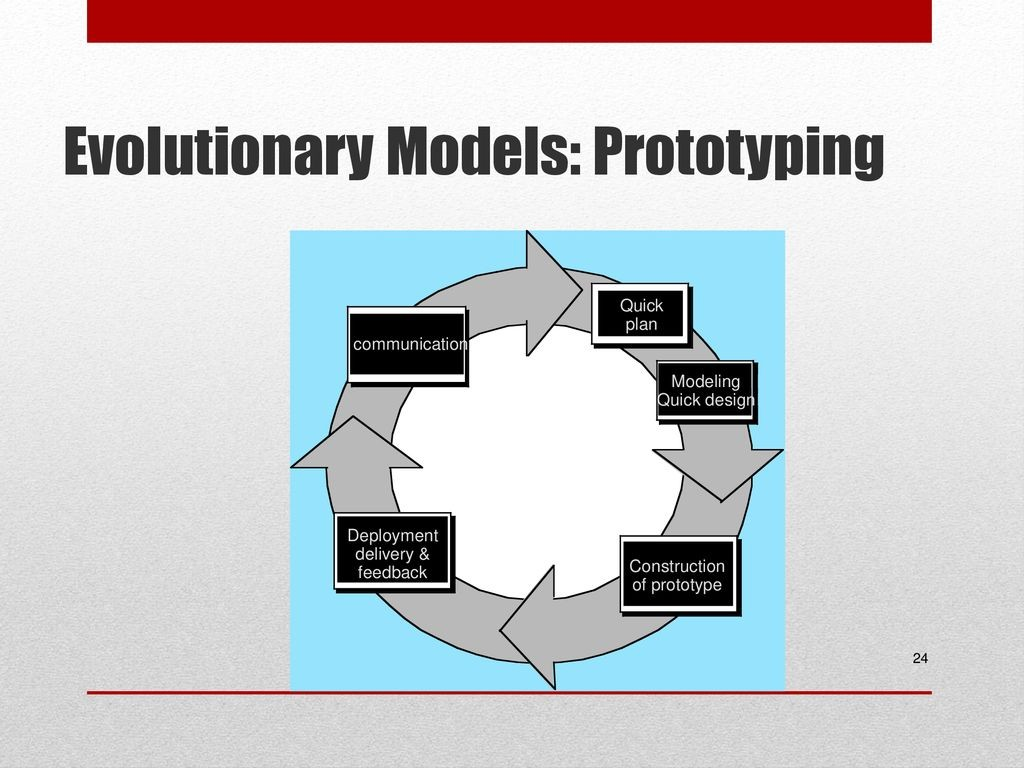 Evolutionary Models: Prototyping
communication
Quick
plan
Modeling
Quick design
Construction
of prototype
Deployment
delivery &
feedback
24